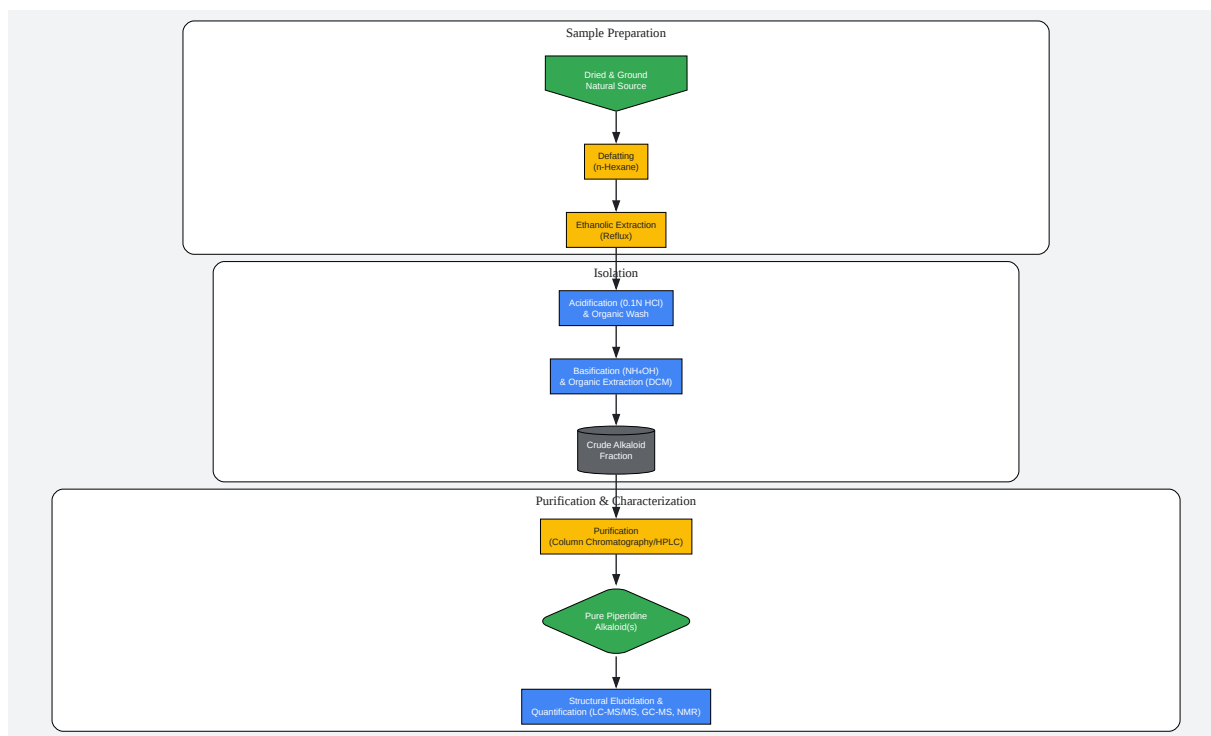 Sample Preparation
Dried & Ground
Natural Source
Defatting
(n-Hexane)
Ethanolic Extraction
(Reflux)
Isolation
Acidification (0.1N HCl)
& Organic Wash
Basification (NH₄OH)
& Organic Extraction (DCM)
Crude Alkaloid
Fraction
Purification & Characterization
Purification
(Column Chromatography/HPLC)
Pure Piperidine
Alkaloid(s)
Structural Elucidation &
Quantification (LC-MS/MS, GC-MS, NMR)